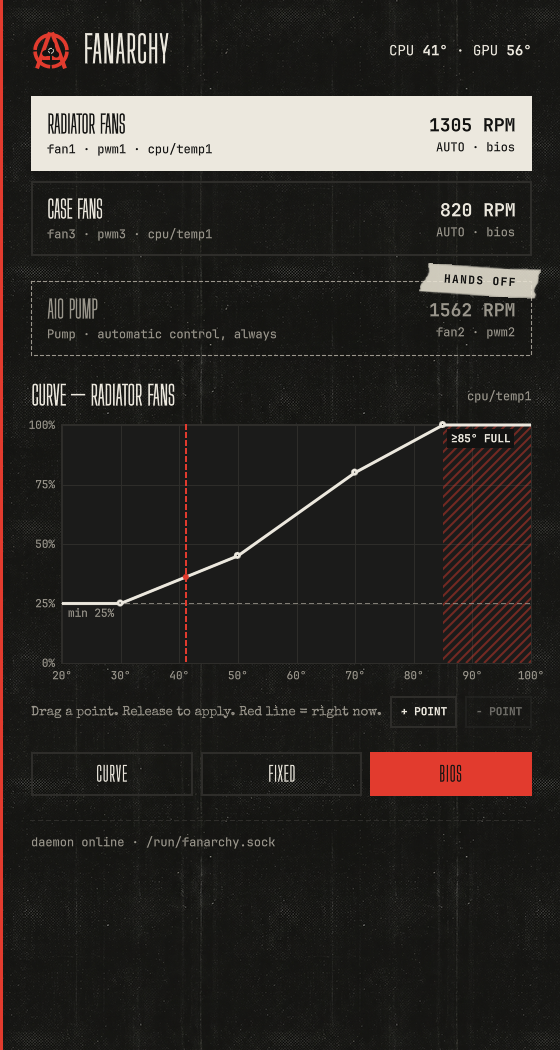 FANARCHY
CPU 41° · GPU 56°
RADIATOR FANS
1305 RPM
fan1 · pwm1 · cpu/temp1
AUTO · bios
CASE FANS
820 RPM
fan3 · pwm3 · cpu/temp1
AUTO · bios
HANDS OFF
AIO PUMP
1562 RPM
Pump · automatic control, always
fan2 · pwm2
CURVE — RADIATOR FANS
cpu/temp1
100%
≥85° FULL
75%
50%
25%
min 25%
0%
20° 30° 40° 50° 60° 70° 80° 90° 100°
Drag a point. Release to apply. Red line = right now.
+ POINT
- POINT
CURVE
FIXED
BIOS
daemon online · /run/fanarchy.sock